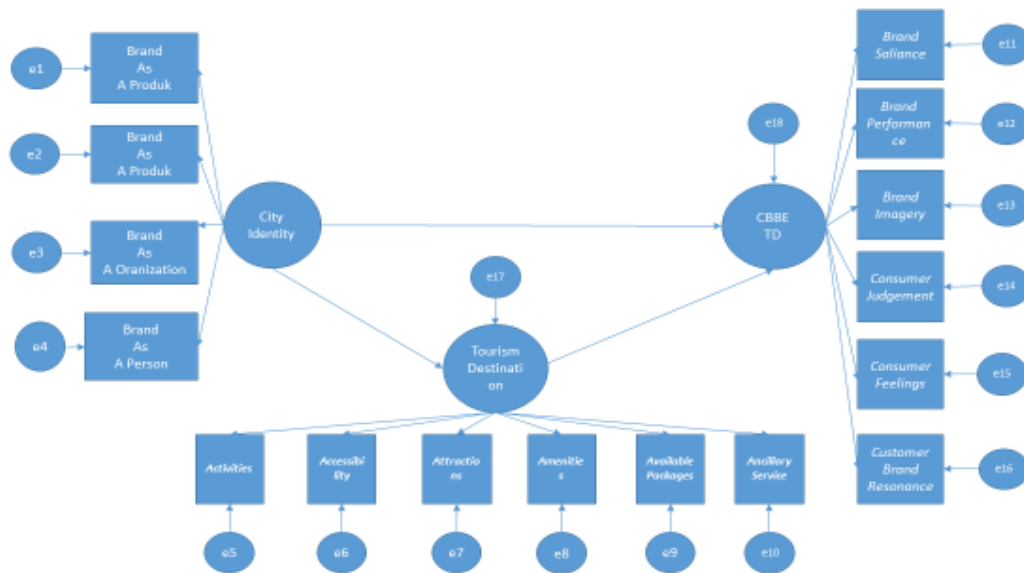 e1
Brand
As
A Produk
e2
Brand
As
A Produk
e3
Brand
As
A Oranization
e4
Brand
As
A Person
City
Identity
e17
Tourism
Destinati
on
e18
CBBE
TD
Brand
Saliance
e11
Brand
Performan
ce
e12
Brand
Imagery
e13
Consumer
Judgement
e14
Consumer
Feelings
e15
Customer
Brand
Resonance
e16
Activities
Accessibi
lity
Attractio
ns
Amenitie
s
Available
Packages
Ancillary
Service
e5
e6
e7
e8
e9
e10